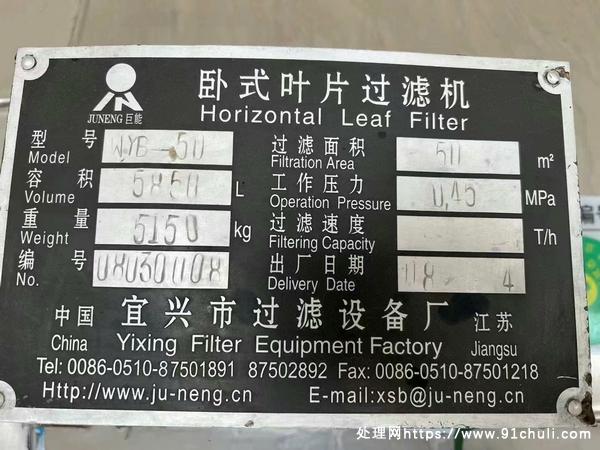 JUNENG 巨能
卧式叶片过滤机
Horizontal Leaf Filter
型号 Model WYB-50 过滤面积 Filtration Area 50 m²
容积 Volume 5850 L 工作压力 Operation Pressure 0.45 MPa
重量 Weight 5150 kg 过滤速度 Filtering Capacity T/h
编号 No. 08030008 出厂日期 Delivery Date 08 4
中国 宜兴市过滤设备厂 江苏
China Yixing Filter Equipment Factory Jiangsu
Tel: 0086-0510-87501891 87502892 Fax: 0086-0510-87501218
Http://www.ju-neng.cn E-mail:xsb@ju-neng.cn
处理网https://www.91chuli.com